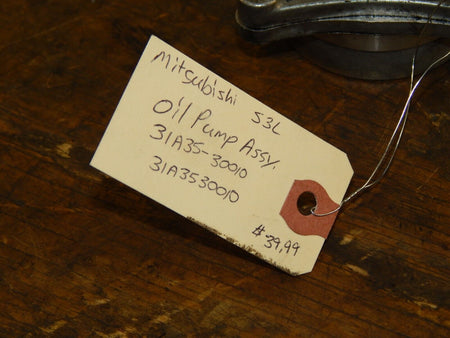 Mitsubishi S3L
Oil Pump Assy.
31A35-30010
31A3530010
$39.99